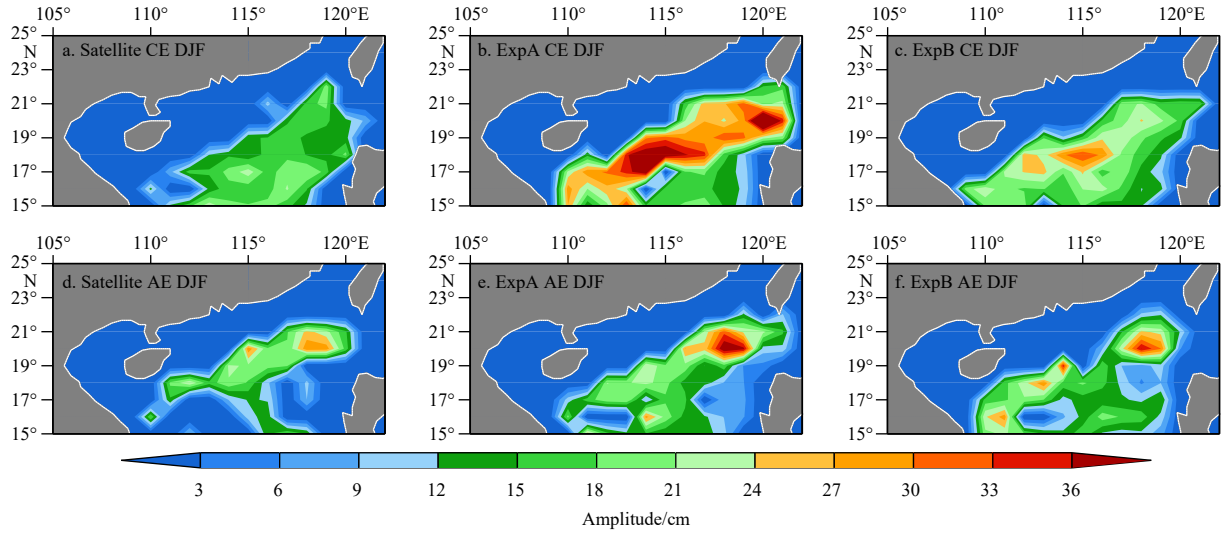 105° 110° 115° 120°E 105° 110° 115° 120°E 105° 110° 115° 120°E
25° 25° 25°
N a. Satellite CE DJF N b. ExpA CE DJF N c. ExpB CE DJF
23° 23° 23°
21° 21° 21°
19° 19° 19°
17° 17° 17°
15° 15° 15°
105° 110° 115° 120°E 105° 110° 115° 120°E 105° 110° 115° 120°E
25° 25° 25°
N d. Satellite AE DJF N e. ExpA AE DJF N f. ExpB AE DJF
23° 23° 23°
21° 21° 21°
19° 19° 19°
17° 17° 17°
15° 15° 15°
3 6 9 12 15 18 21 24 27 30 33 36
Amplitude/cm